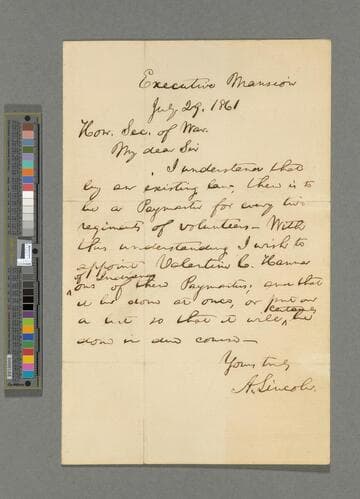 Executive Mansion
July 29. 1861
Hon. Sec. of War.
My dear Sir
I understand that
by an existing law, there is to
be a Paymaster for every two
regiments of volunteers— With
this understanding I wish to
appoint Valentine C. Hanna
of
one of these Paymasters; and that
it be done at once, or put on
certainly
a list so that it will be
done in due course—
Yours truly
A. Lincoln.